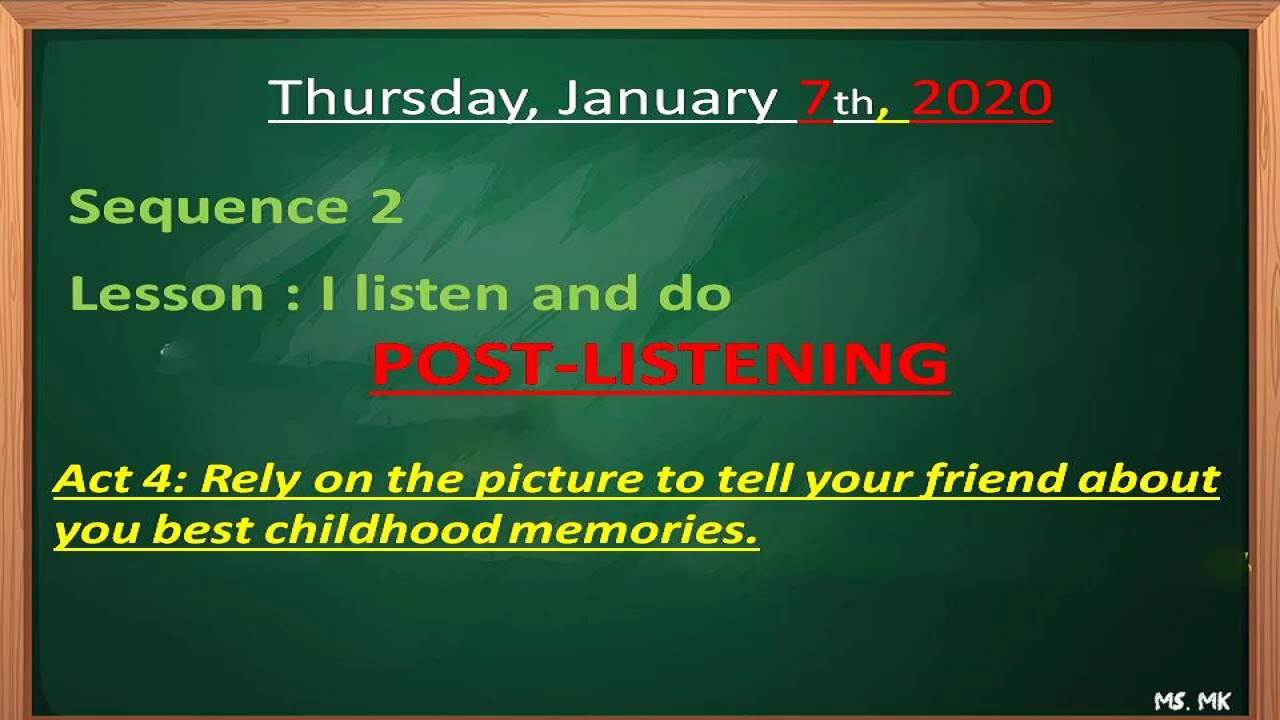 Thursday, January 7th, 2020
Sequence 2
Lesson : I listen and do
POST-LISTENING
Act 4: Rely on the picture to tell your friend about
you best childhood memories.
MS. MK